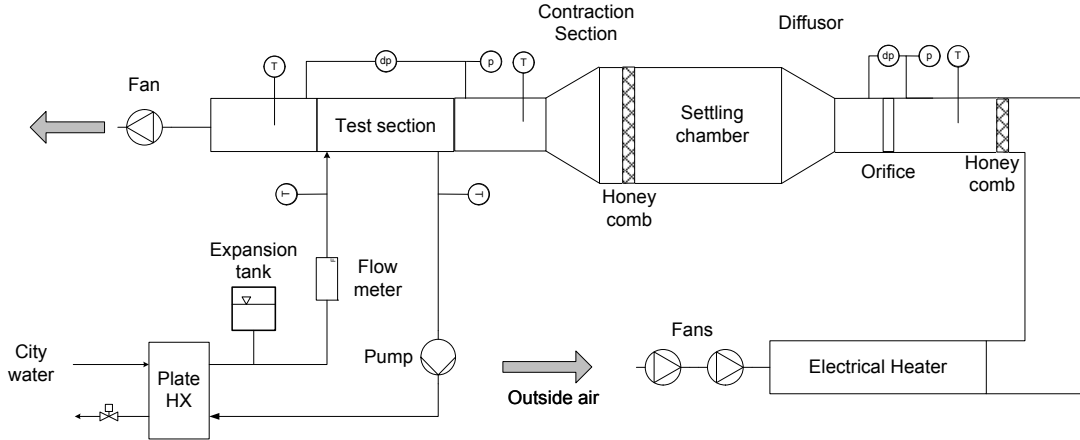 Contraction
Section
Diffusor
T
dp
p
T
dp
p
T
Fan
Test section
Settling
chamber
Orifice
Honey
comb
Honey
comb
T
T
Expansion
tank
Flow
meter
F
City
water
Plate
HX
Pump
Outside air
Fans
Electrical Heater